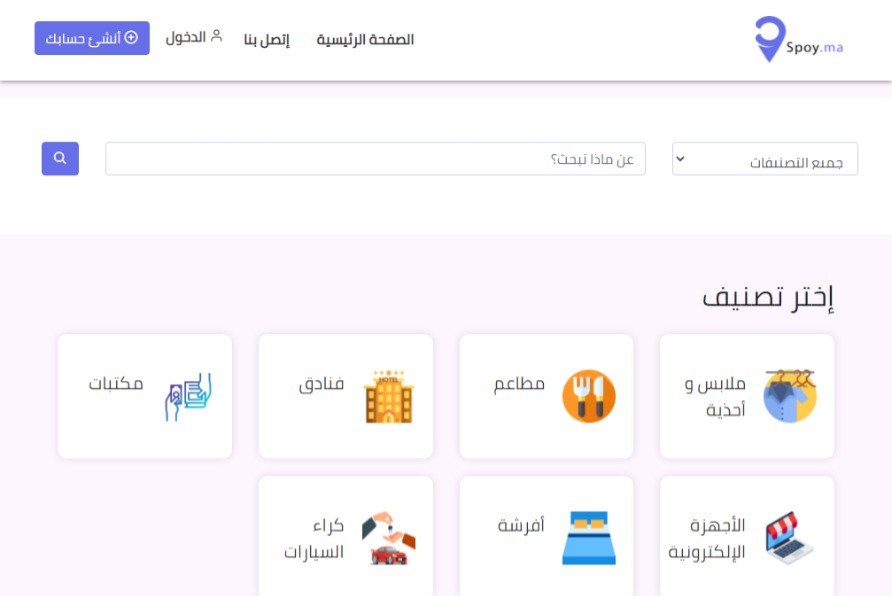 Spoy.ma
الصفحة الرئيسية
إتصل بنا
الدخول
أنشئ حسابك
جميع التصنيفات
عن ماذا تبحث؟
إختر تصنيف
ملابس و
أحذية
مطاعم
HOTEL
فنادق
مكتبات
الأجهزة
الإلكترونية
أفرشة
كراء
السيارات